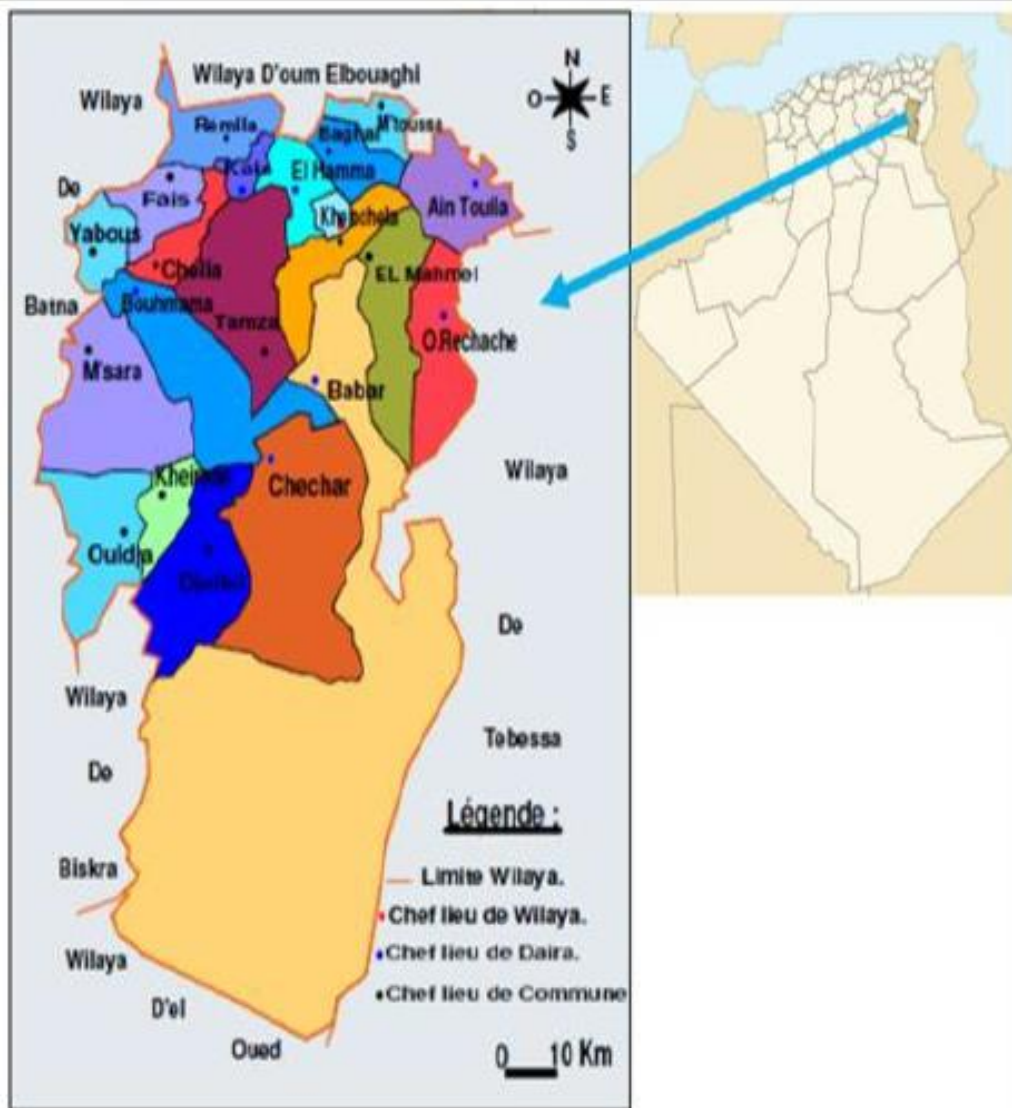 Wilaya D'oum Elbouaghi
Wilaya
N
O
E
S
M'toussa
Remila
Baghai
Kais
El Hamma
De
Fais
Khenchela
Ain Touila
Yabous
Chelia
EL Mahmel
Batna
Bouhmama
Tamza
O.Rechache
M'sara
Babar
Chechar
Wilaya
Ouldja
De
Wilaya
Tebessa
De
Légende :
Biskra
Limite Wilaya.
Chef lieu de Wilaya.
Wilaya
Chef lieu de Daira.
Chef lieu de Commune
D'el
Oued
0 10 Km